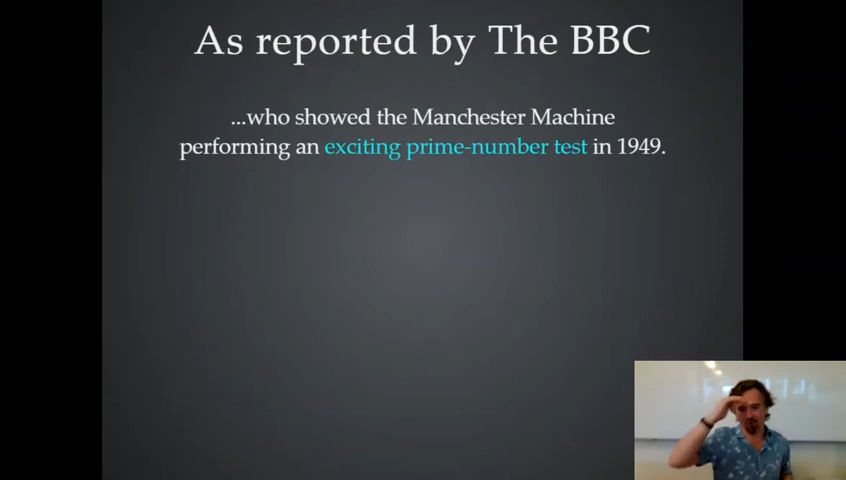 As reported by The BBC
...who showed the Manchester Machine
performing an exciting prime-number test in 1949.